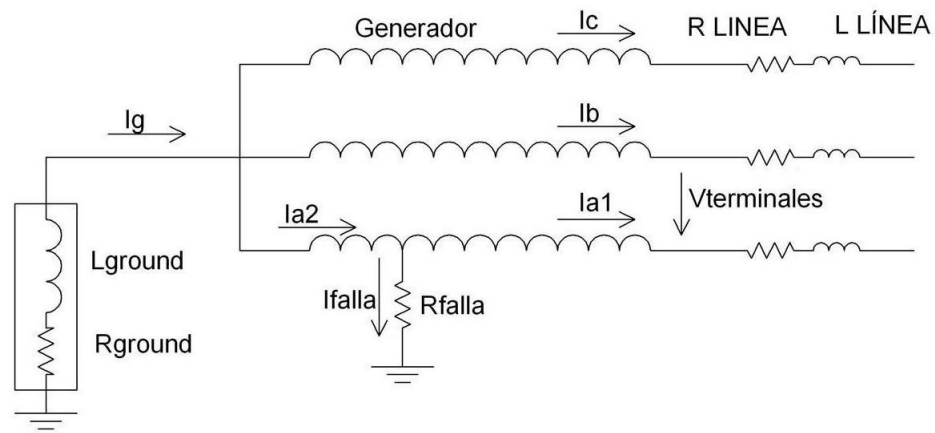 Generador
Ic
R LINEA
L LÍNEA
Ig
Ib
Vterminales
Ia2
Ia1
Lground
Ifalla
Rfalla
Rground